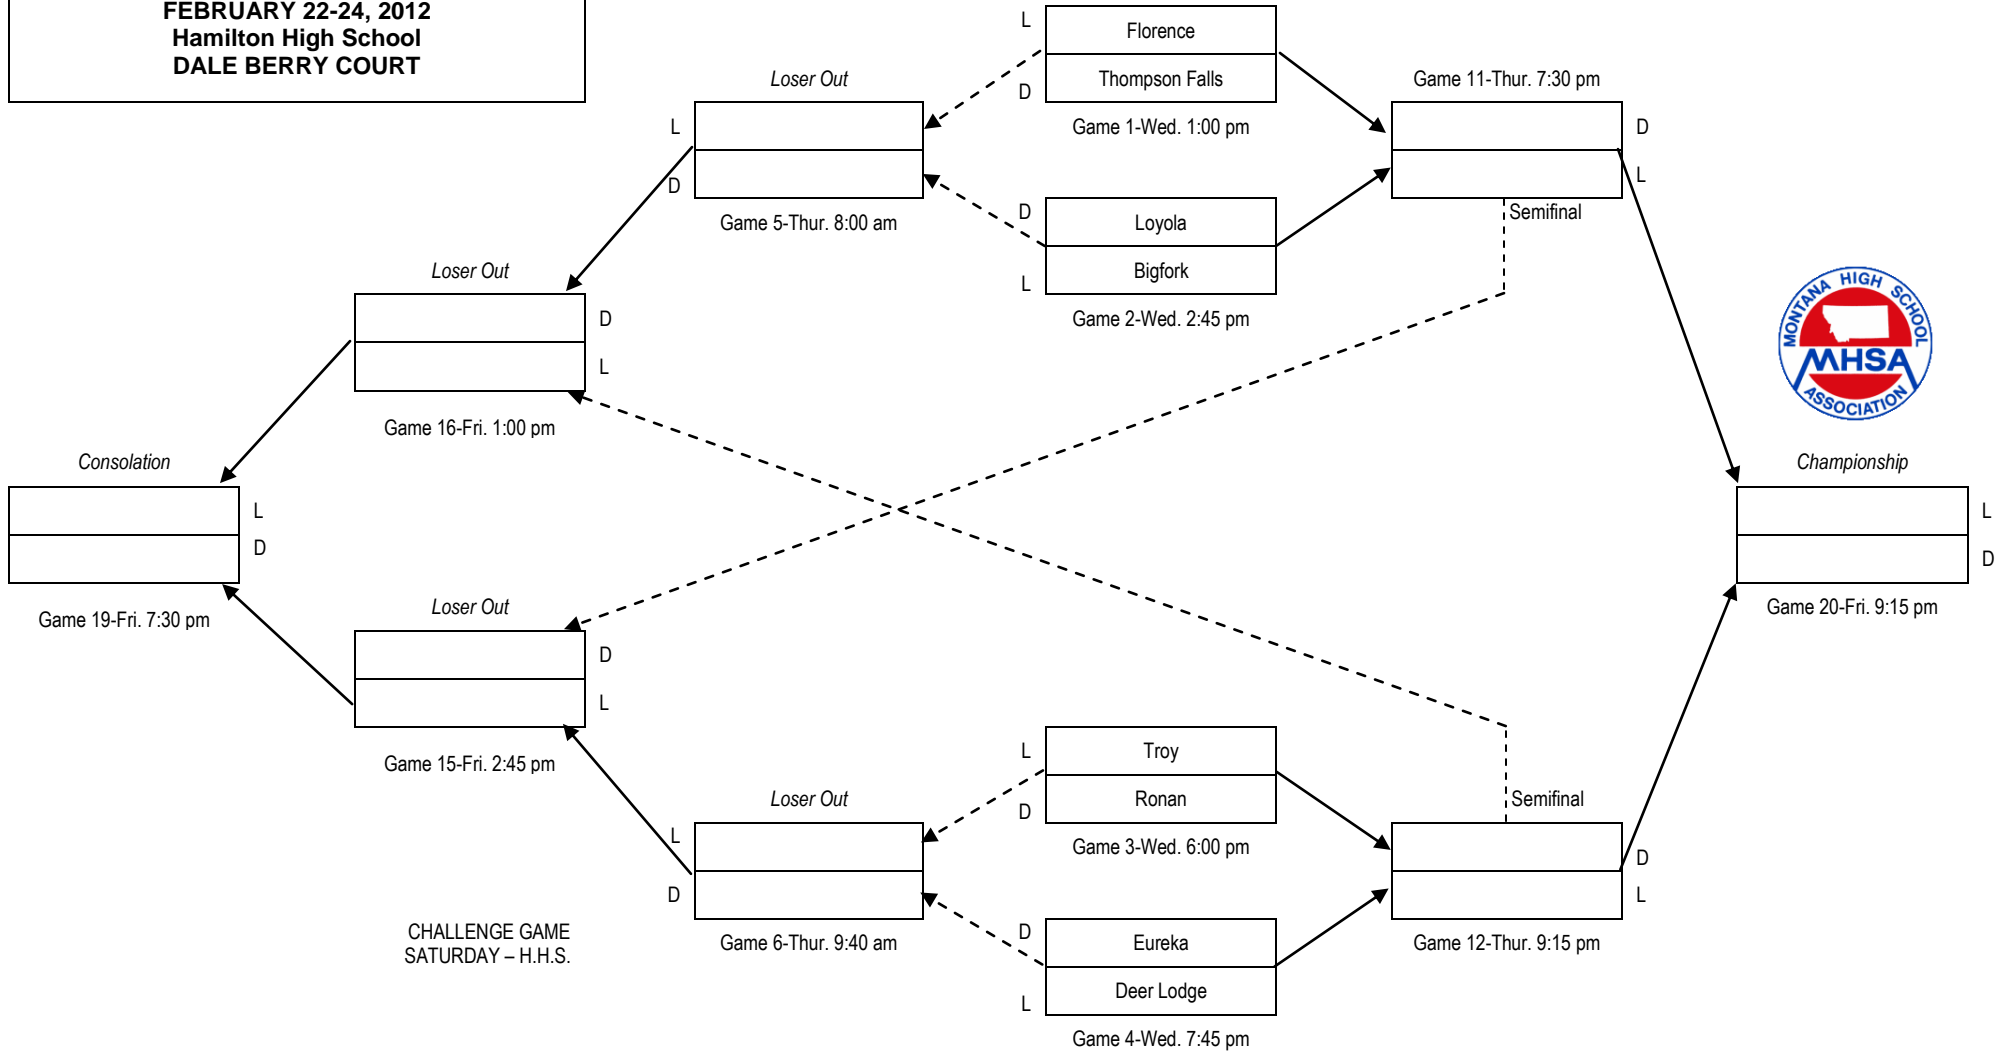 FEBRUARY 22-24, 2012
Hamilton High School
DALE BERRY COURT
L
Florence
D
Thompson Falls
Game 1-Wed. 1:00 pm
D
Loyola
L
Bigfork
Game 2-Wed. 2:45 pm
Loser Out
L
D
Game 5-Thur. 8:00 am
Game 11-Thur. 7:30 pm
D
L
Semifinal
Loser Out
D
L
Game 16-Fri. 1:00 pm
MONTANA HIGH SCHOOL
MHSA
ASSOCIATION
Consolation
L
D
Game 19-Fri. 7:30 pm
Championship
L
D
Game 20-Fri. 9:15 pm
Loser Out
D
L
Game 15-Fri. 2:45 pm
L
Troy
D
Ronan
Game 3-Wed. 6:00 pm
D
Eureka
L
Deer Lodge
Game 4-Wed. 7:45 pm
Loser Out
L
D
Game 6-Thur. 9:40 am
Semifinal
D
L
Game 12-Thur. 9:15 pm
CHALLENGE GAME
SATURDAY – H.H.S.